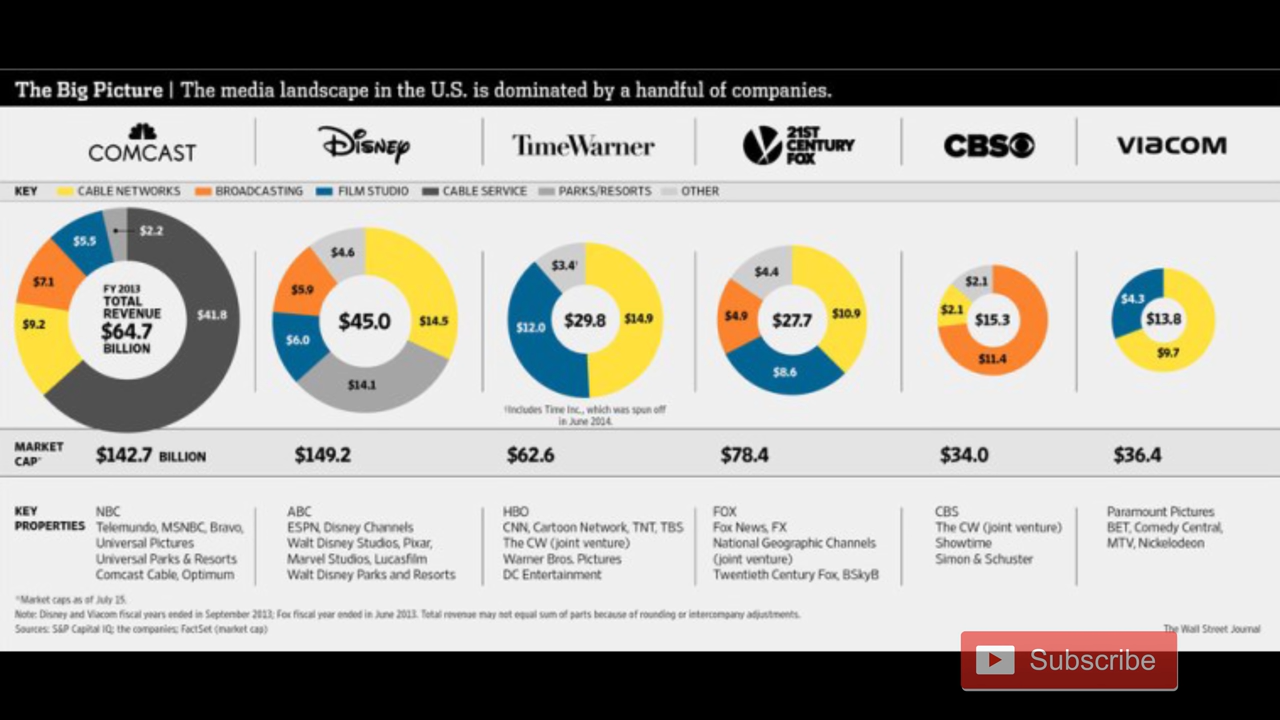 The Big Picture | The media landscape in the U.S. is dominated by a handful of companies.
COMCAST
Disney
TimeWarner
21ST
CENTURY
FOX
CBS
VIACOM
KEY CABLE NETWORKS BROADCASTING FILM STUDIO CABLE SERVICE PARKS/RESORTS OTHER
$2.2
$5.5
$7.1
$9.2
$41.8
FY 2013
TOTAL
REVENUE
$64.7
BILLION
$4.6
$5.9
$6.0
$14.5
$14.1
$45.0
$3.4†
$12.0
$14.9
$29.8
†Includes Time Inc., which was spun off
in June 2014.
$4.4
$4.9
$10.9
$8.6
$27.7
$2.1
$2.1
$15.3
$11.4
$4.3
$13.8
$9.7
MARKET
CAP*
$142.7 BILLION
$149.2
$62.6
$78.4
$34.0
$36.4
KEY
PROPERTIES
NBC
Telemundo, MSNBC, Bravo,
Universal Pictures
Universal Parks & Resorts
Comcast Cable, Optimum
ABC
ESPN, Disney Channels
Walt Disney Studios, Pixar,
Marvel Studios, Lucasfilm
Walt Disney Parks and Resorts
HBO
CNN, Cartoon Network, TNT, TBS
The CW (joint venture)
Warner Bros. Pictures
DC Entertainment
FOX
Fox News, FX
National Geographic Channels
(joint venture)
Twentieth Century Fox, BSkyB
CBS
The CW (joint venture)
Showtime
Simon & Schuster
Paramount Pictures
BET, Comedy Central,
MTV, Nickelodeon
*Market caps as of July 15.
Note: Disney and Viacom fiscal years ended in September 2013; Fox fiscal year ended in June 2013. Total revenue may not equal sum of parts because of rounding or intercompany adjustments.
Sources: S&P Capital IQ; the companies; FactSet (market cap)
The Wall Street Journal
Subscribe